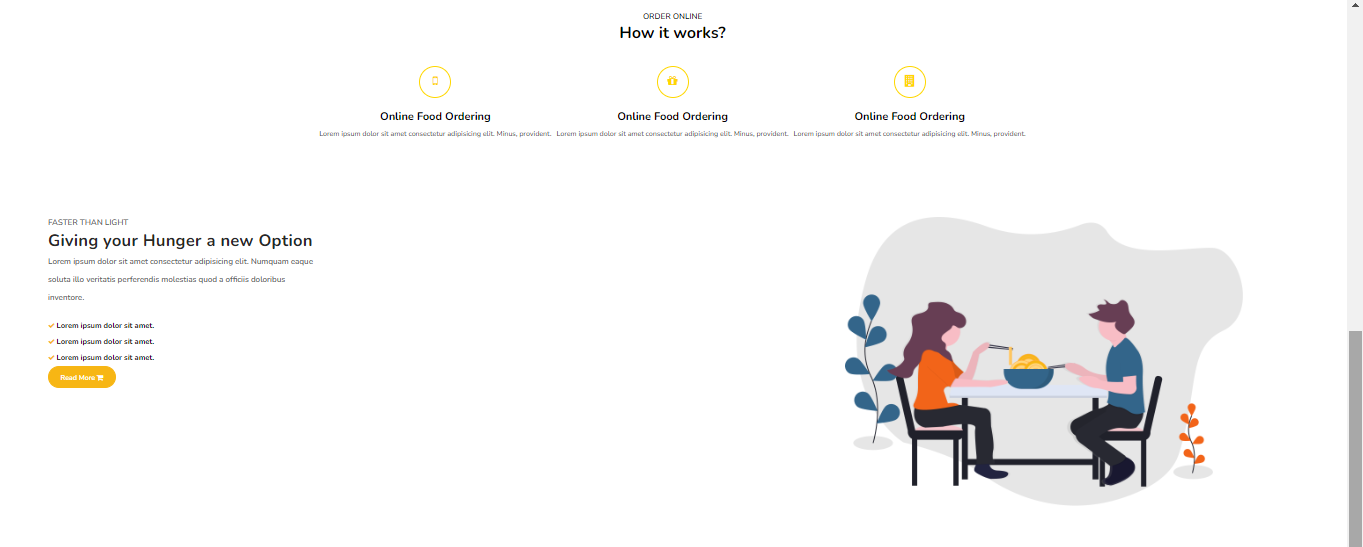 ORDER ONLINE
How it works?
Online Food Ordering
Lorem ipsum dolor sit amet consectetur adipisicing elit. Minus, provident.
Online Food Ordering
Lorem ipsum dolor sit amet consectetur adipisicing elit. Minus, provident.
Online Food Ordering
Lorem ipsum dolor sit amet consectetur adipisicing elit. Minus, provident.
FASTER THAN LIGHT
Giving your Hunger a new Option
Lorem ipsum dolor sit amet consectetur adipisicing elit. Numquam eaque
soluta illo veritatis perferendis molestias quod a officiis doloribus
inventore.
Lorem ipsum dolor sit amet.
Lorem ipsum dolor sit amet.
Lorem ipsum dolor sit amet.
Read More